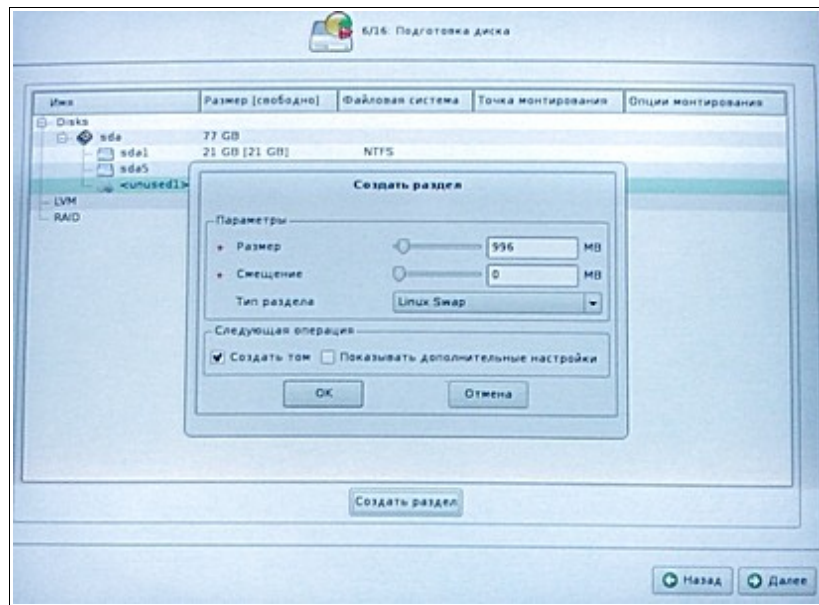 6/16: Подготовка диска
Имя Размер [свободно] Файловая система Точка монтирования Опции монтирования
Disks
sda 77 GB
sda1 21 GB [21 GB] NTFS
sda5
<unused1>
LVM
RAID
Создать раздел
Параметры
* Размер 996 MB
* Смещение 0 MB
Тип раздела Linux Swap
Следующая операция
Создать том Показывать дополнительные настройки
OK Отмена
Создать раздел
Назад Далее